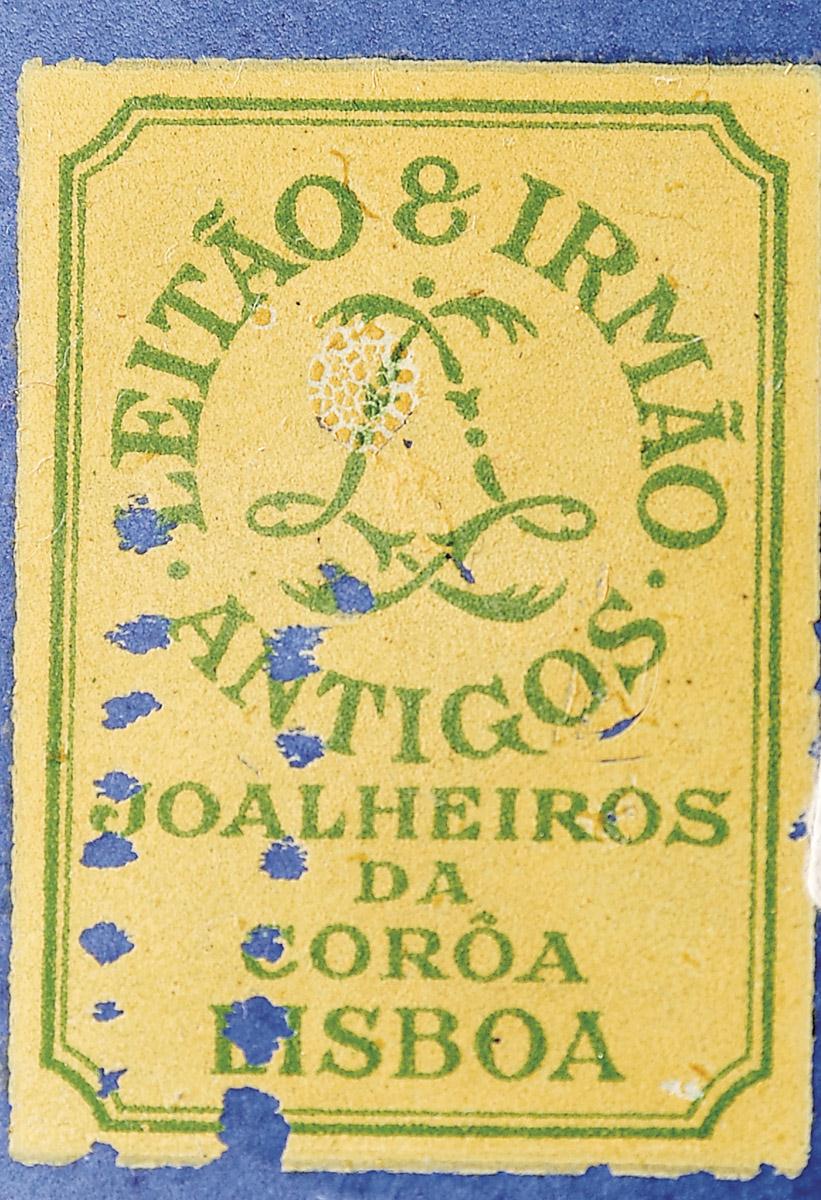 LEITÃO & IRMÃO
· ANTIGOS ·
JOALHEIROS
DA
CORÔA
LISBOA